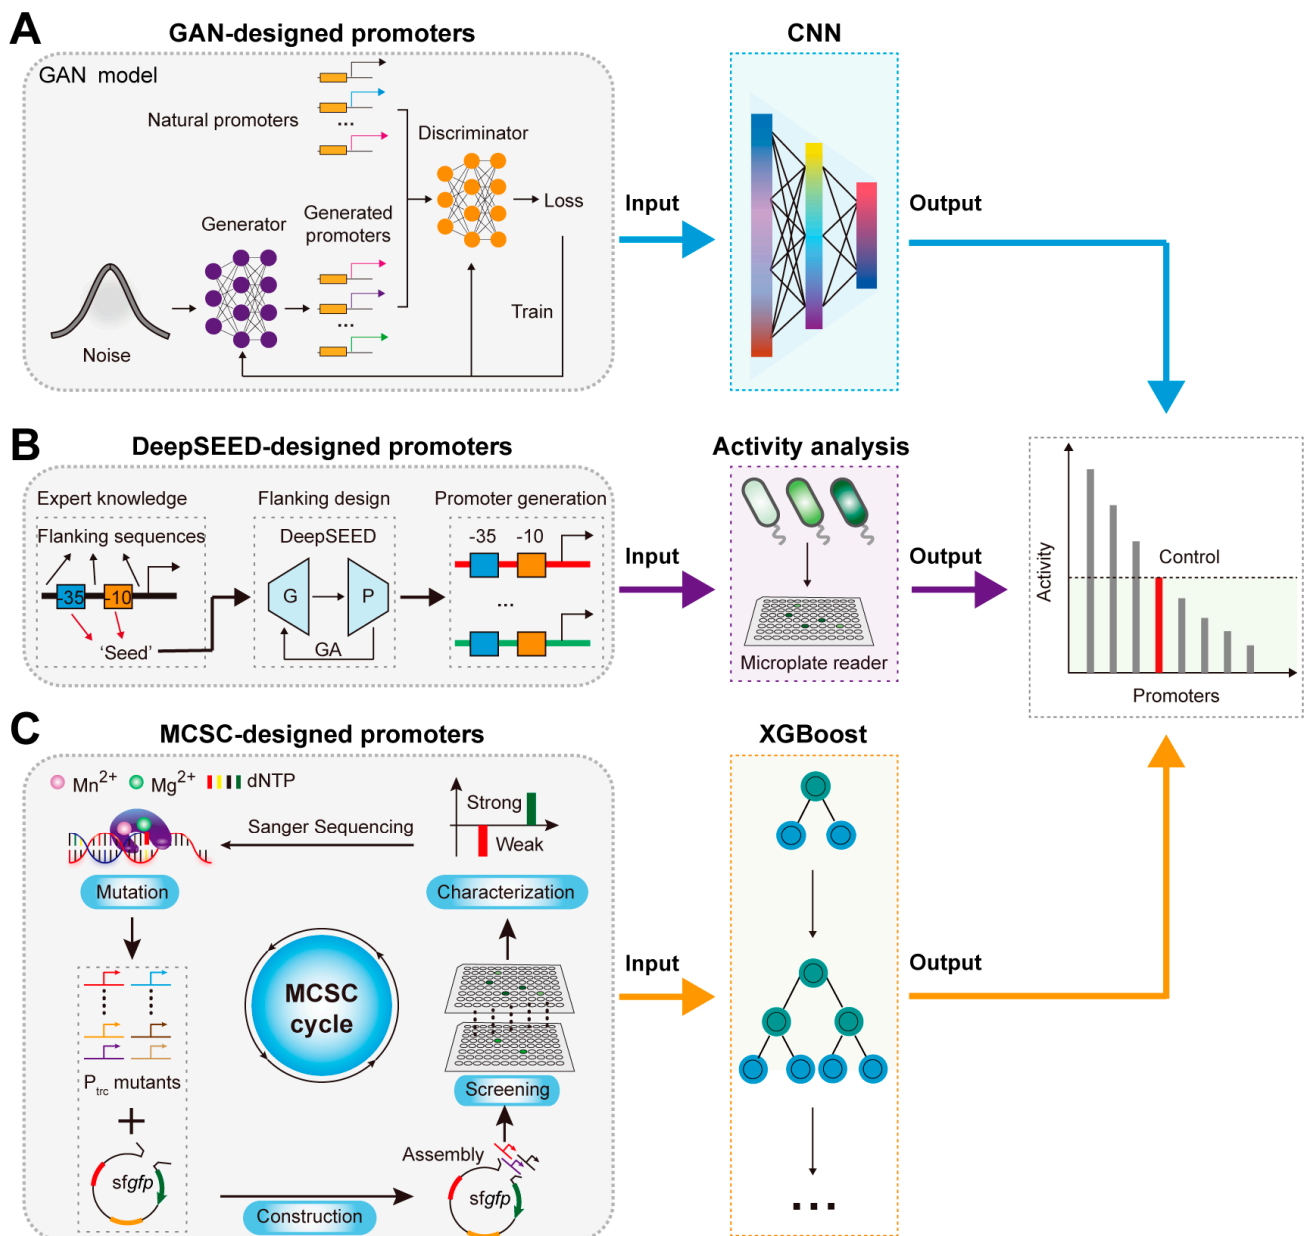 A
GAN-designed promoters
CNN
GAN model
Natural promoters
...
Discriminator
Loss
Generator
Generated
promoters
...
Train
Noise
Input
Output
B
DeepSEED-designed promoters
Activity analysis
Expert knowledge
Flanking design
Promoter generation
Flanking sequences
DeepSEED
-35
-10
-35
-10
G
P
...
'Seed'
GA
Input
Microplate reader
Output
Activity
Control
Promoters
C
MCSC-designed promoters
XGBoost
Mn2+
Mg2+
dNTP
Strong
Weak
Sanger Sequencing
Mutation
Characterization
MCSC
cycle
Input
Output
Ptrc mutants
+
Screening
Assembly
sfgfp
sfgfp
Construction
...